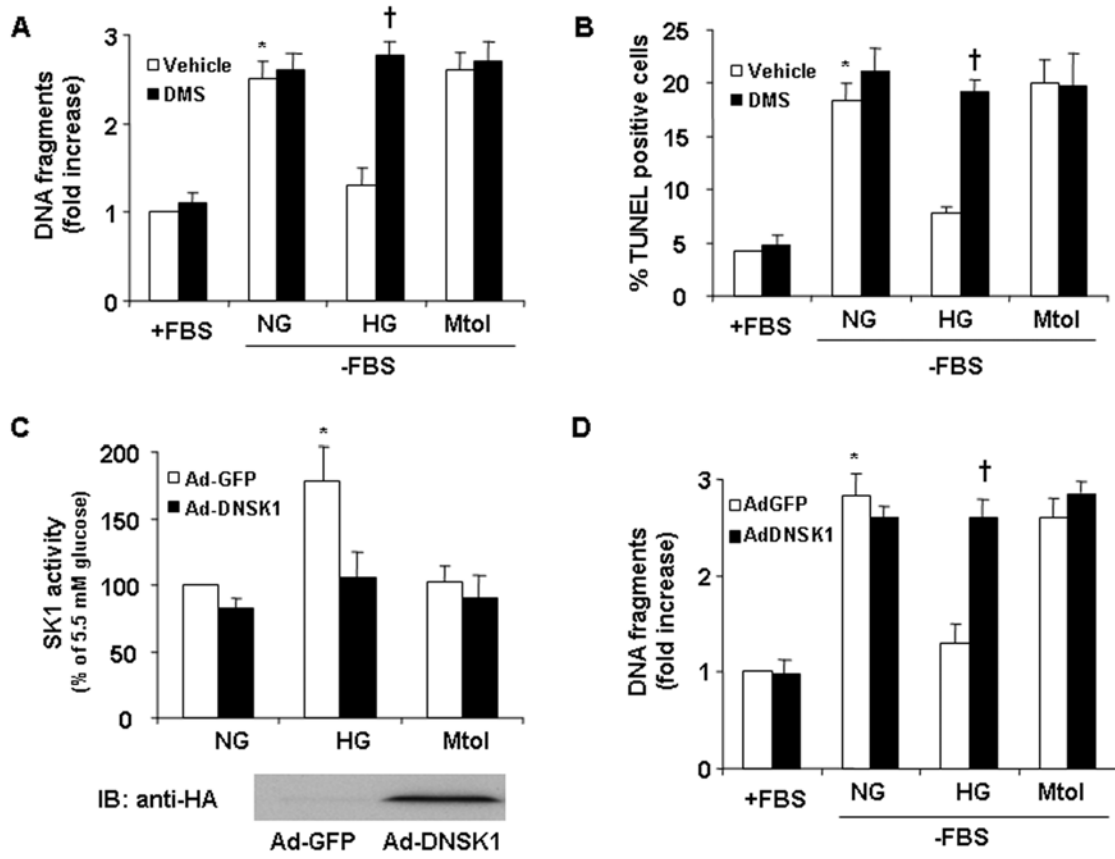 A
DNA fragments
(fold increase)
3
2
1
0
Vehicle
DMS
*
†
+FBS
NG
HG
Mtol
-FBS
B
% TUNEL positive cells
25
20
15
10
5
0
Vehicle
DMS
*
†
+FBS
NG
HG
Mtol
-FBS
C
SK1 activity
(% of 5.5 mM glucose)
200
150
100
50
0
Ad-GFP
Ad-DNSK1
*
NG
HG
Mtol
IB: anti-HA
Ad-GFP
Ad-DNSK1
D
DNA fragments
(fold increase)
3
2
1
0
AdGFP
AdDNSK1
*
†
+FBS
NG
HG
Mtol
-FBS